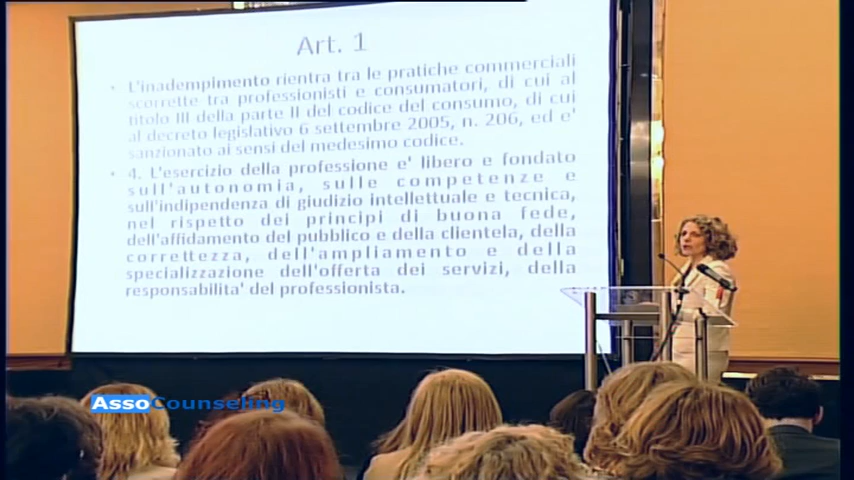 Art. 1
• L'inadempimento rientra tra le pratiche commerciali
scorrette tra professionisti e consumatori, di cui al
titolo III della parte II del codice del consumo, di cui
al decreto legislativo 6 settembre 2005, n. 206, ed e'
sanzionato ai sensi del medesimo codice.
• 4. L'esercizio della professione e' libero e fondato
sull'autonomia, sulle competenze e
sull'indipendenza di giudizio intellettuale e tecnica,
nel rispetto dei principi di buona fede,
dell'affidamento del pubblico e della clientela, della
correttezza, dell'ampliamento e della
specializzazione dell'offerta dei servizi, della
responsabilita' del professionista.
AssoCounseling